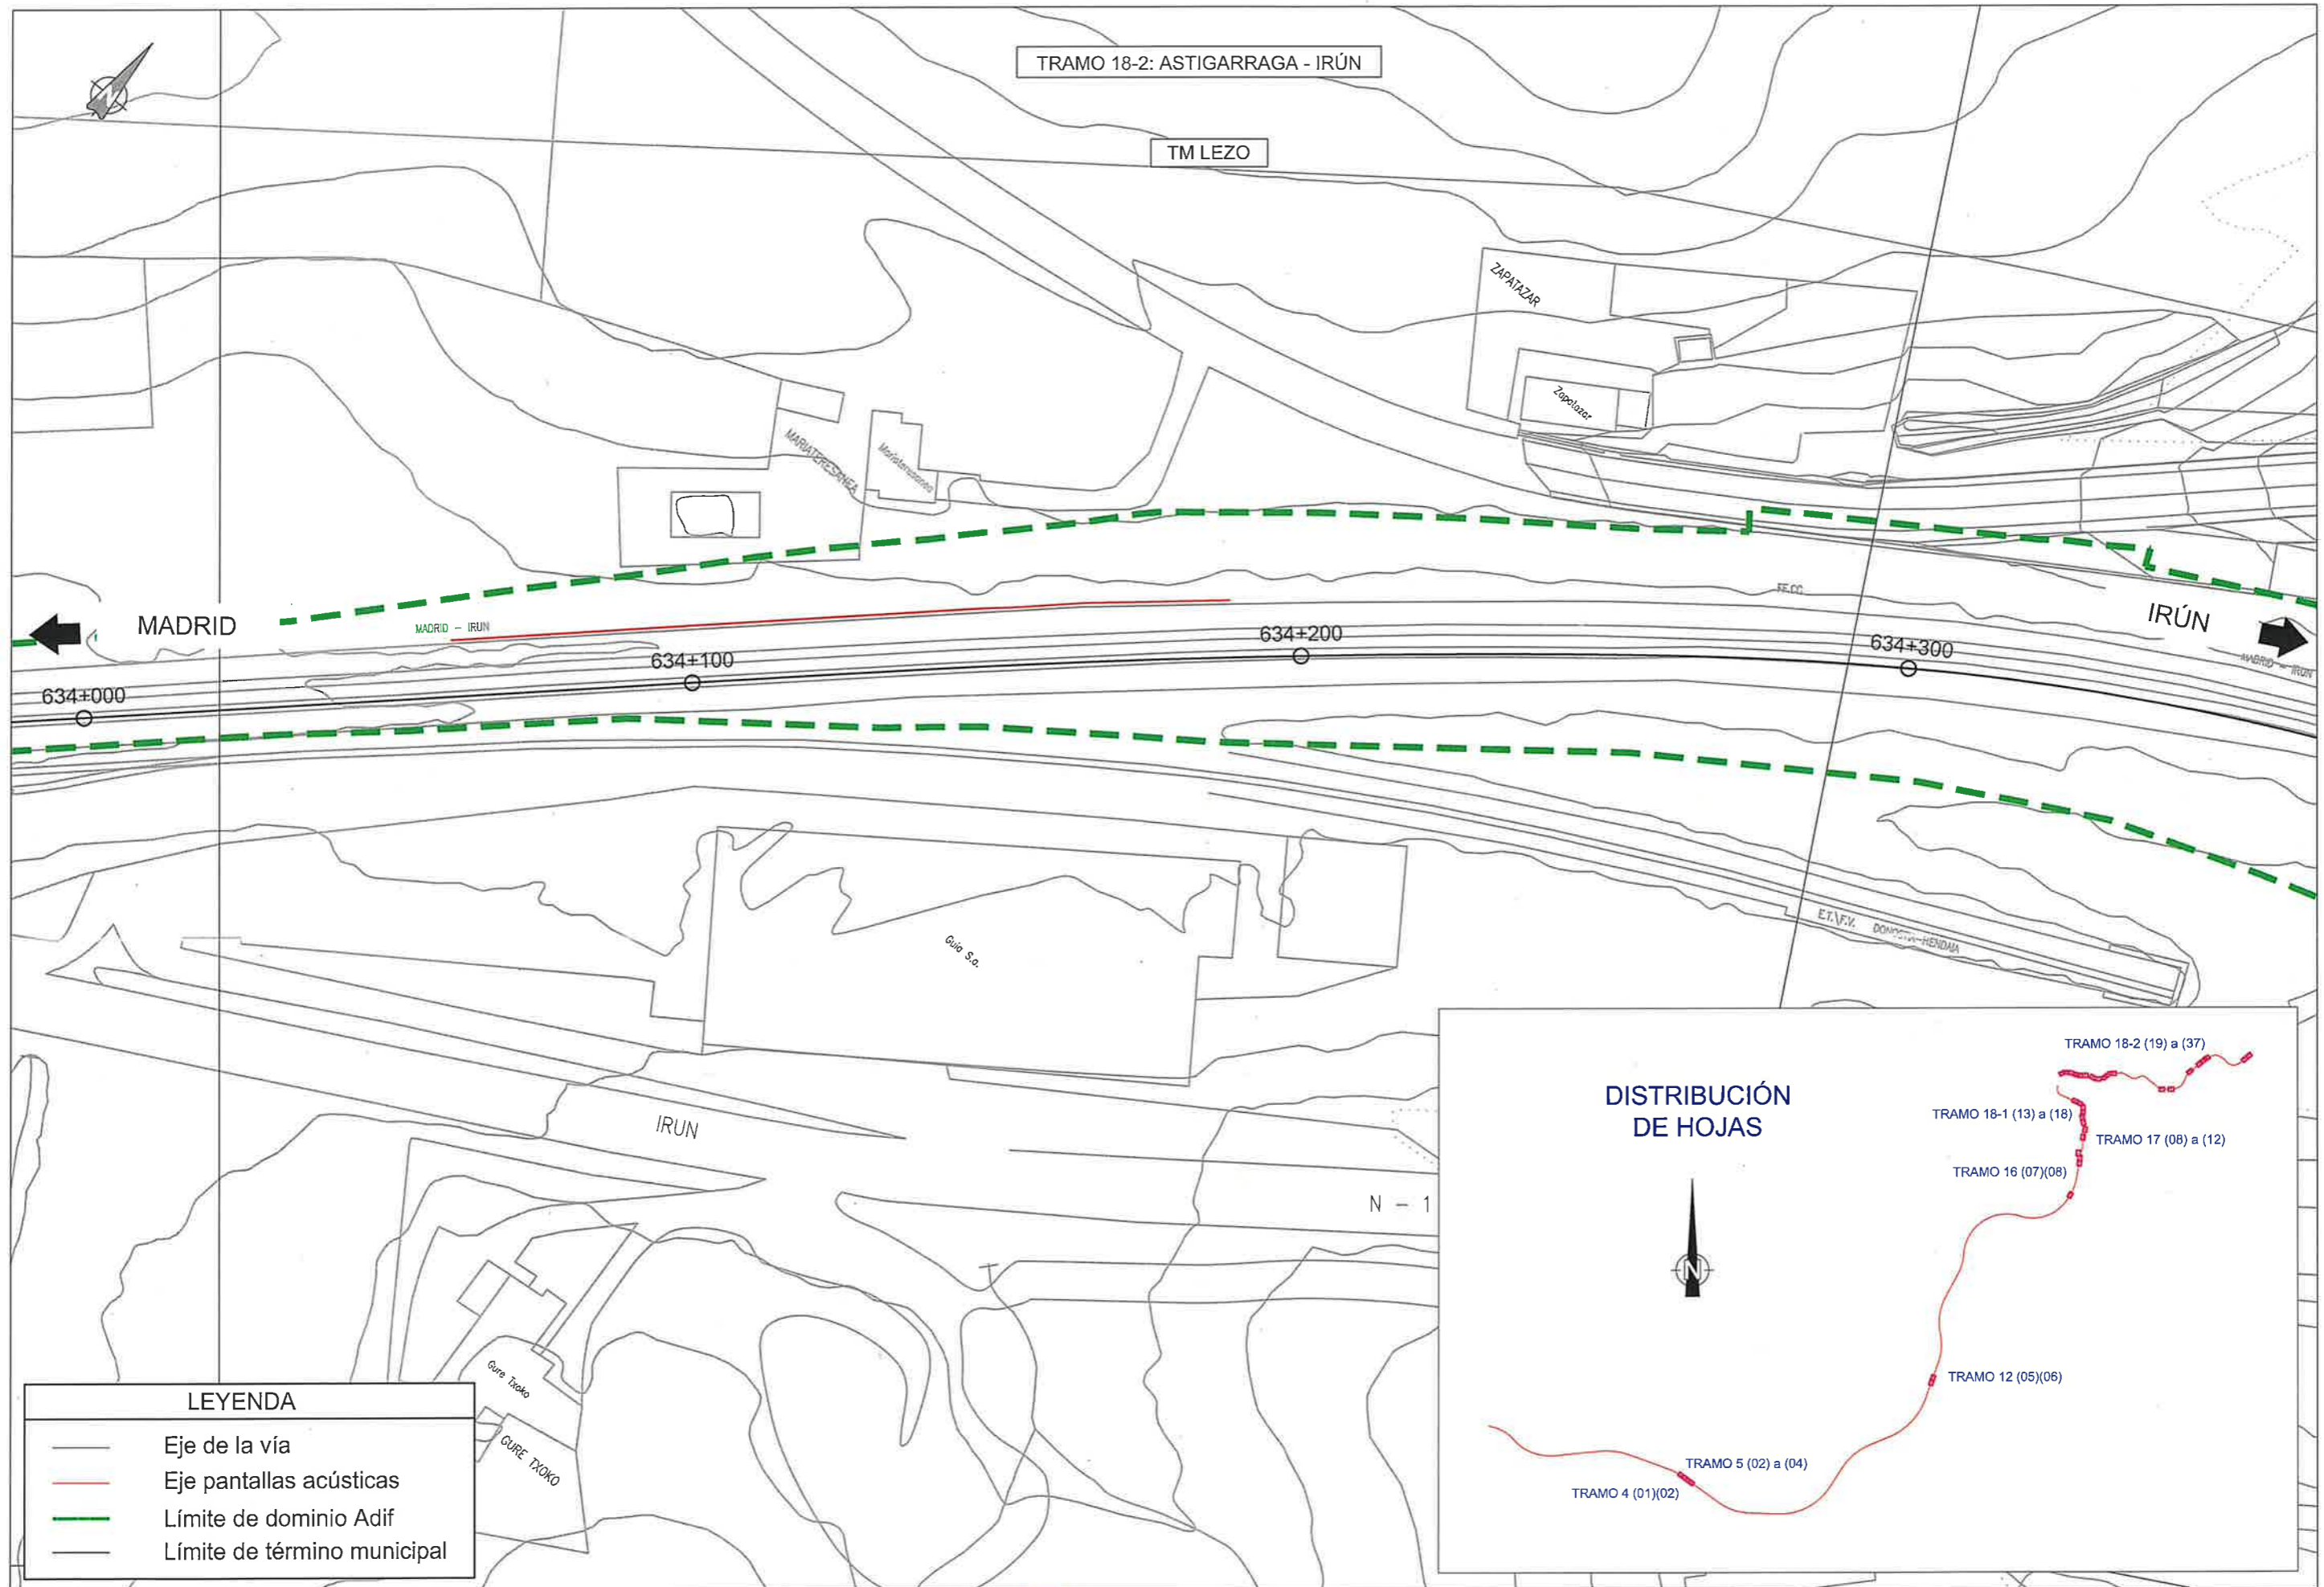 TRAMO 18-2: ASTIGARRAGA - IRÚN
N
TM LEZO
ZAPATAZAR
Zapatazar
MARIATERESANEA
Mariateresanea
FF.CC.
MADRID
MADRID - IRUN
IRÚN
MADRID - IRUN
634+000
634+100
634+200
634+300
E.T.\F.V. DONOSTIA-HENDAIA
Guia S.a.
IRUN
N - 1
Gure Txoko
GURE TXOKO
LEYENDA
Eje de la vía
Eje pantallas acústicas
Límite de dominio Adif
Límite de término municipal
DISTRIBUCIÓN
DE HOJAS
N
TRAMO 18-2 (19) a (37)
TRAMO 18-1 (13) a (18)
TRAMO 17 (08) a (12)
TRAMO 16 (07)(08)
TRAMO 12 (05)(06)
TRAMO 5 (02) a (04)
TRAMO 4 (01)(02)